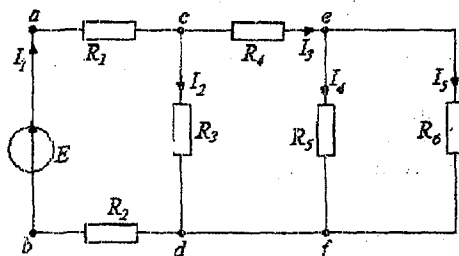 a c e
I1 R1 R4 I3
I2 I4 I5
E R3 R5 R6
R2
b d f